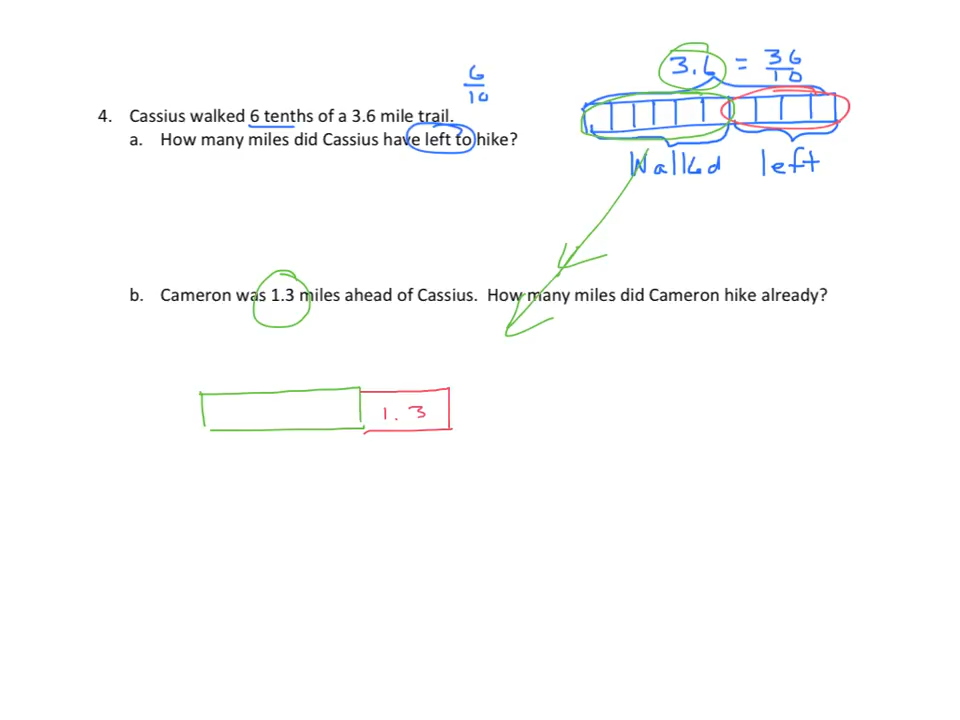 3.6 = 36/10
6/10
4. Cassius walked 6 tenths of a 3.6 mile trail.
a. How many miles did Cassius have left to hike?
Walked left
b. Cameron was 1.3 miles ahead of Cassius. How many miles did Cameron hike already?
1.3